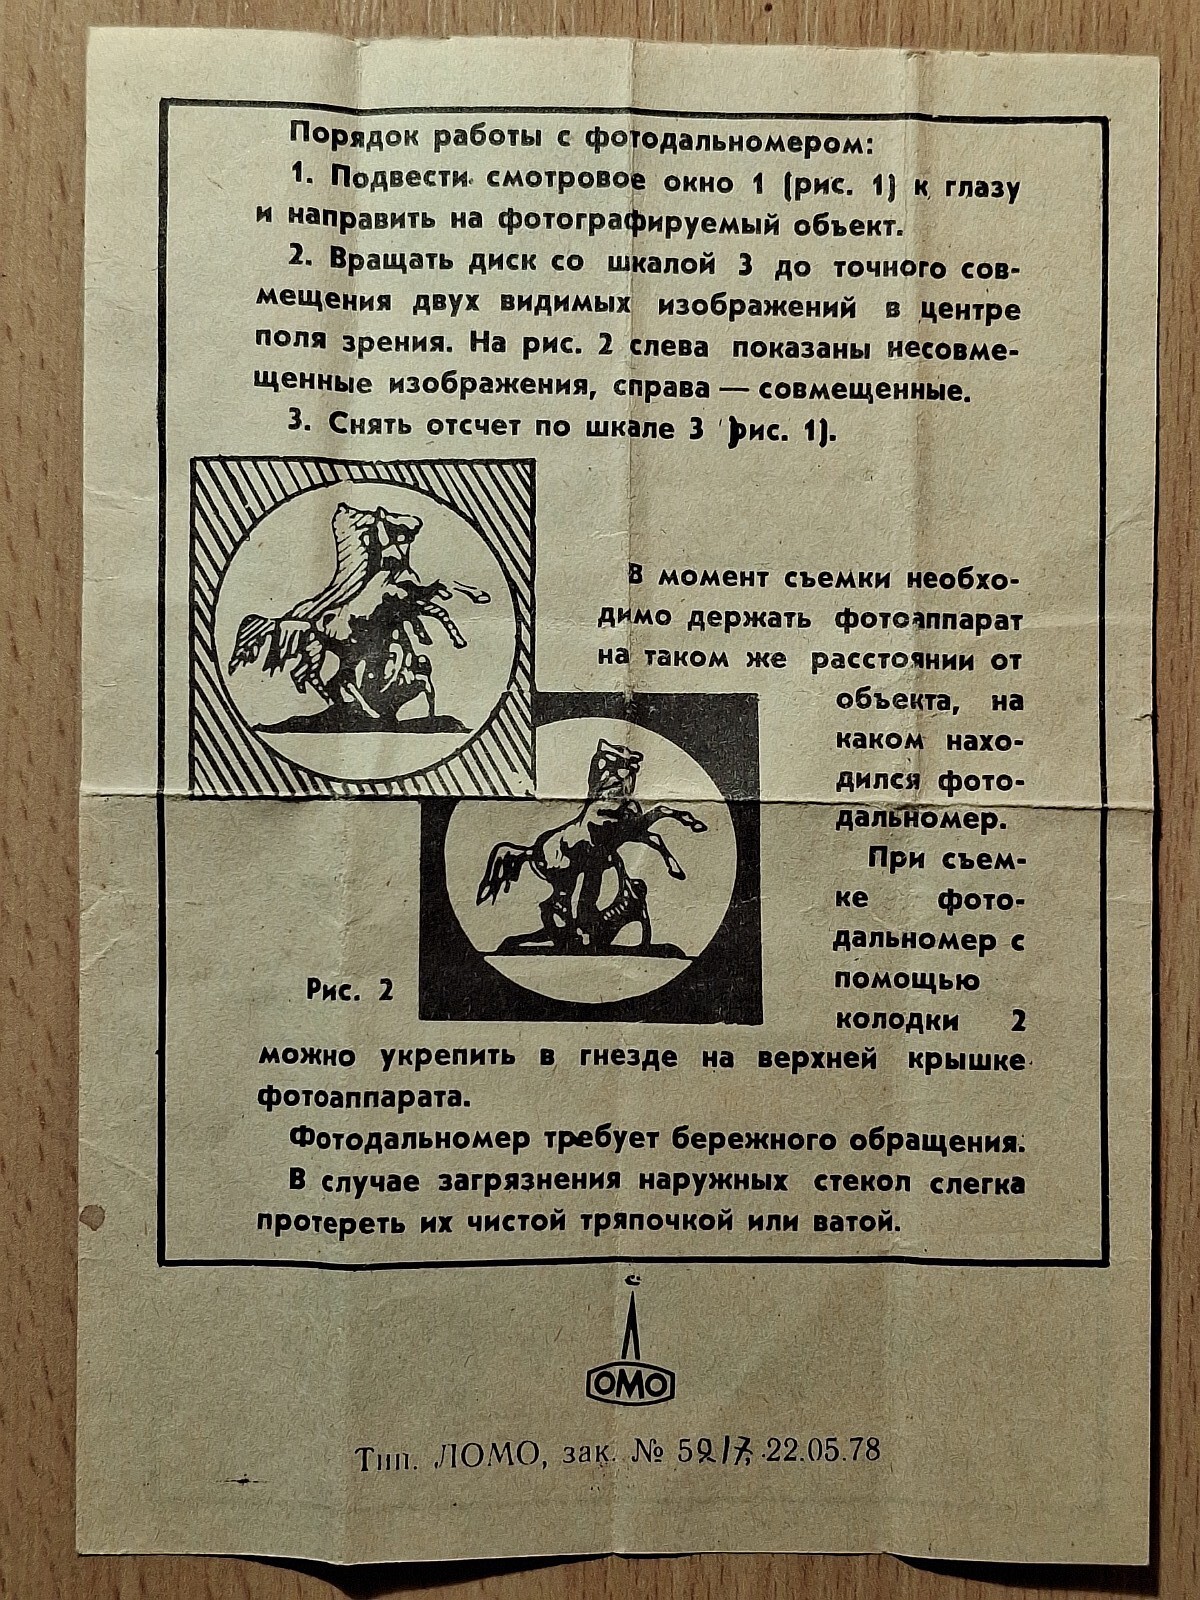 Порядок работы с фотодальномером:
1. Подвести смотровое окно 1 (рис. 1) к глазу
и направить на фотографируемый объект.
2. Вращать диск со шкалой 3 до точного сов-
мещения двух видимых изображений в центре
поля зрения. На рис. 2 слева показаны несовме-
щенные изображения, справа — совмещенные.
3. Снять отсчет по шкале 3 (рис. 1).
В момент съемки необхо-
димо держать фотоаппарат
на таком же расстоянии от
объекта, на
каком нахо-
дился фото-
дальномер.
При съем-
ке фото-
дальномер с
помощью
колодки 2
Рис. 2
можно укрепить в гнезде на верхней крышке
фотоаппарата.
Фотодальномер требует бережного обращения.
В случае загрязнения наружных стекол слегка
протереть их чистой тряпочкой или ватой.
ЛОМО
Тип. ЛОМО, зак. № 5217, 22.05.78